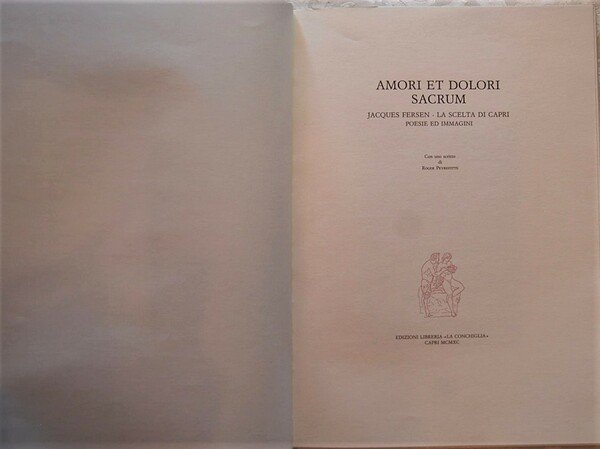 AMORI ET DOLORI
SACRUM
JACQUES FERSEN · LA SCELTA DI CAPRI
POESIE ED IMMAGINI
Con uno scritto
di
ROGER PEYREFITTE
EDIZIONI LIBRERIA «LA CONCHIGLIA»
CAPRI MCMXC